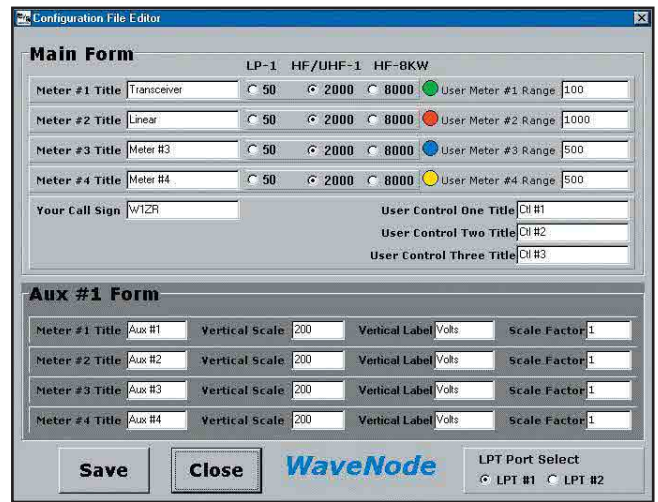 Configuration File Editor
Main Form
LP-1 HF/UHF-1 HF-8KW
Meter #1 Title Transceiver 50 2000 8000 User Meter #1 Range 100
Meter #2 Title Linear 50 2000 8000 User Meter #2 Range 1000
Meter #3 Title Meter #3 50 2000 8000 User Meter #3 Range 500
Meter #4 Title Meter #4 50 2000 8000 User Meter #4 Range 500
Your Call Sign W1ZR User Control One Title Ctl #1
User Control Two Title Ctl #2
User Control Three Title Ctl #3
Aux #1 Form
Meter #1 Title Aux #1 Vertical Scale 200 Vertical Label Volts Scale Factor 1
Meter #2 Title Aux #2 Vertical Scale 200 Vertical Label Volts Scale Factor 1
Meter #3 Title Aux #3 Vertical Scale 200 Vertical Label Volts Scale Factor 1
Meter #4 Title Aux #4 Vertical Scale 200 Vertical Label Volts Scale Factor 1
Save Close WaveNode LPT Port Select
LPT #1 LPT #2